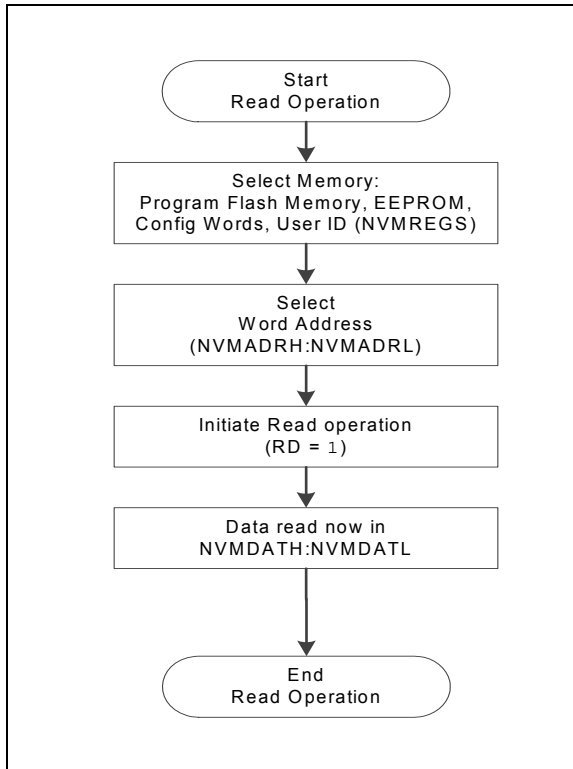 Start
Read Operation
Select Memory:
Program Flash Memory, EEPROM,
Config Words, User ID (NVMREGS)
Select
Word Address
(NVMADRH:NVMADRL)
Initiate Read operation
(RD = 1)
Data read now in
NVMDATH:NVMDATL
End
Read Operation